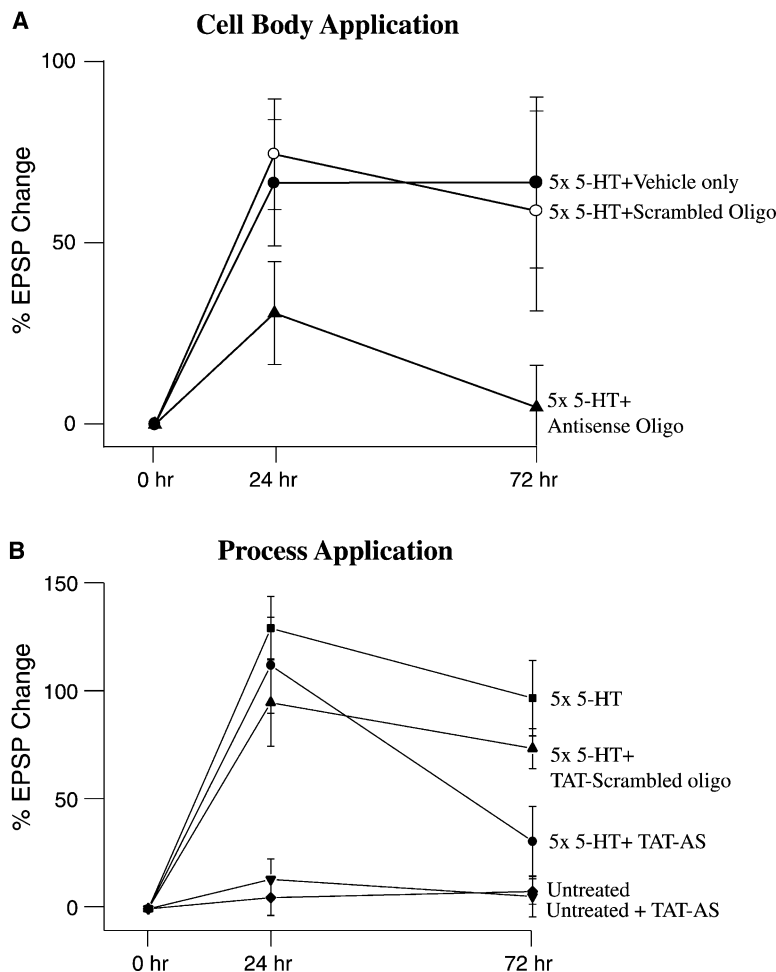 A
Cell Body Application
100
50
0
% EPSP Change
5x 5-HT+Vehicle only
5x 5-HT+Scrambled Oligo
5x 5-HT+
Antisense Oligo
0 hr
24 hr
72 hr
B
Process Application
150
100
50
0
% EPSP Change
5x 5-HT
5x 5-HT+
TAT-Scrambled oligo
5x 5-HT+ TAT-AS
Untreated
Untreated + TAT-AS
0 hr
24 hr
72 hr